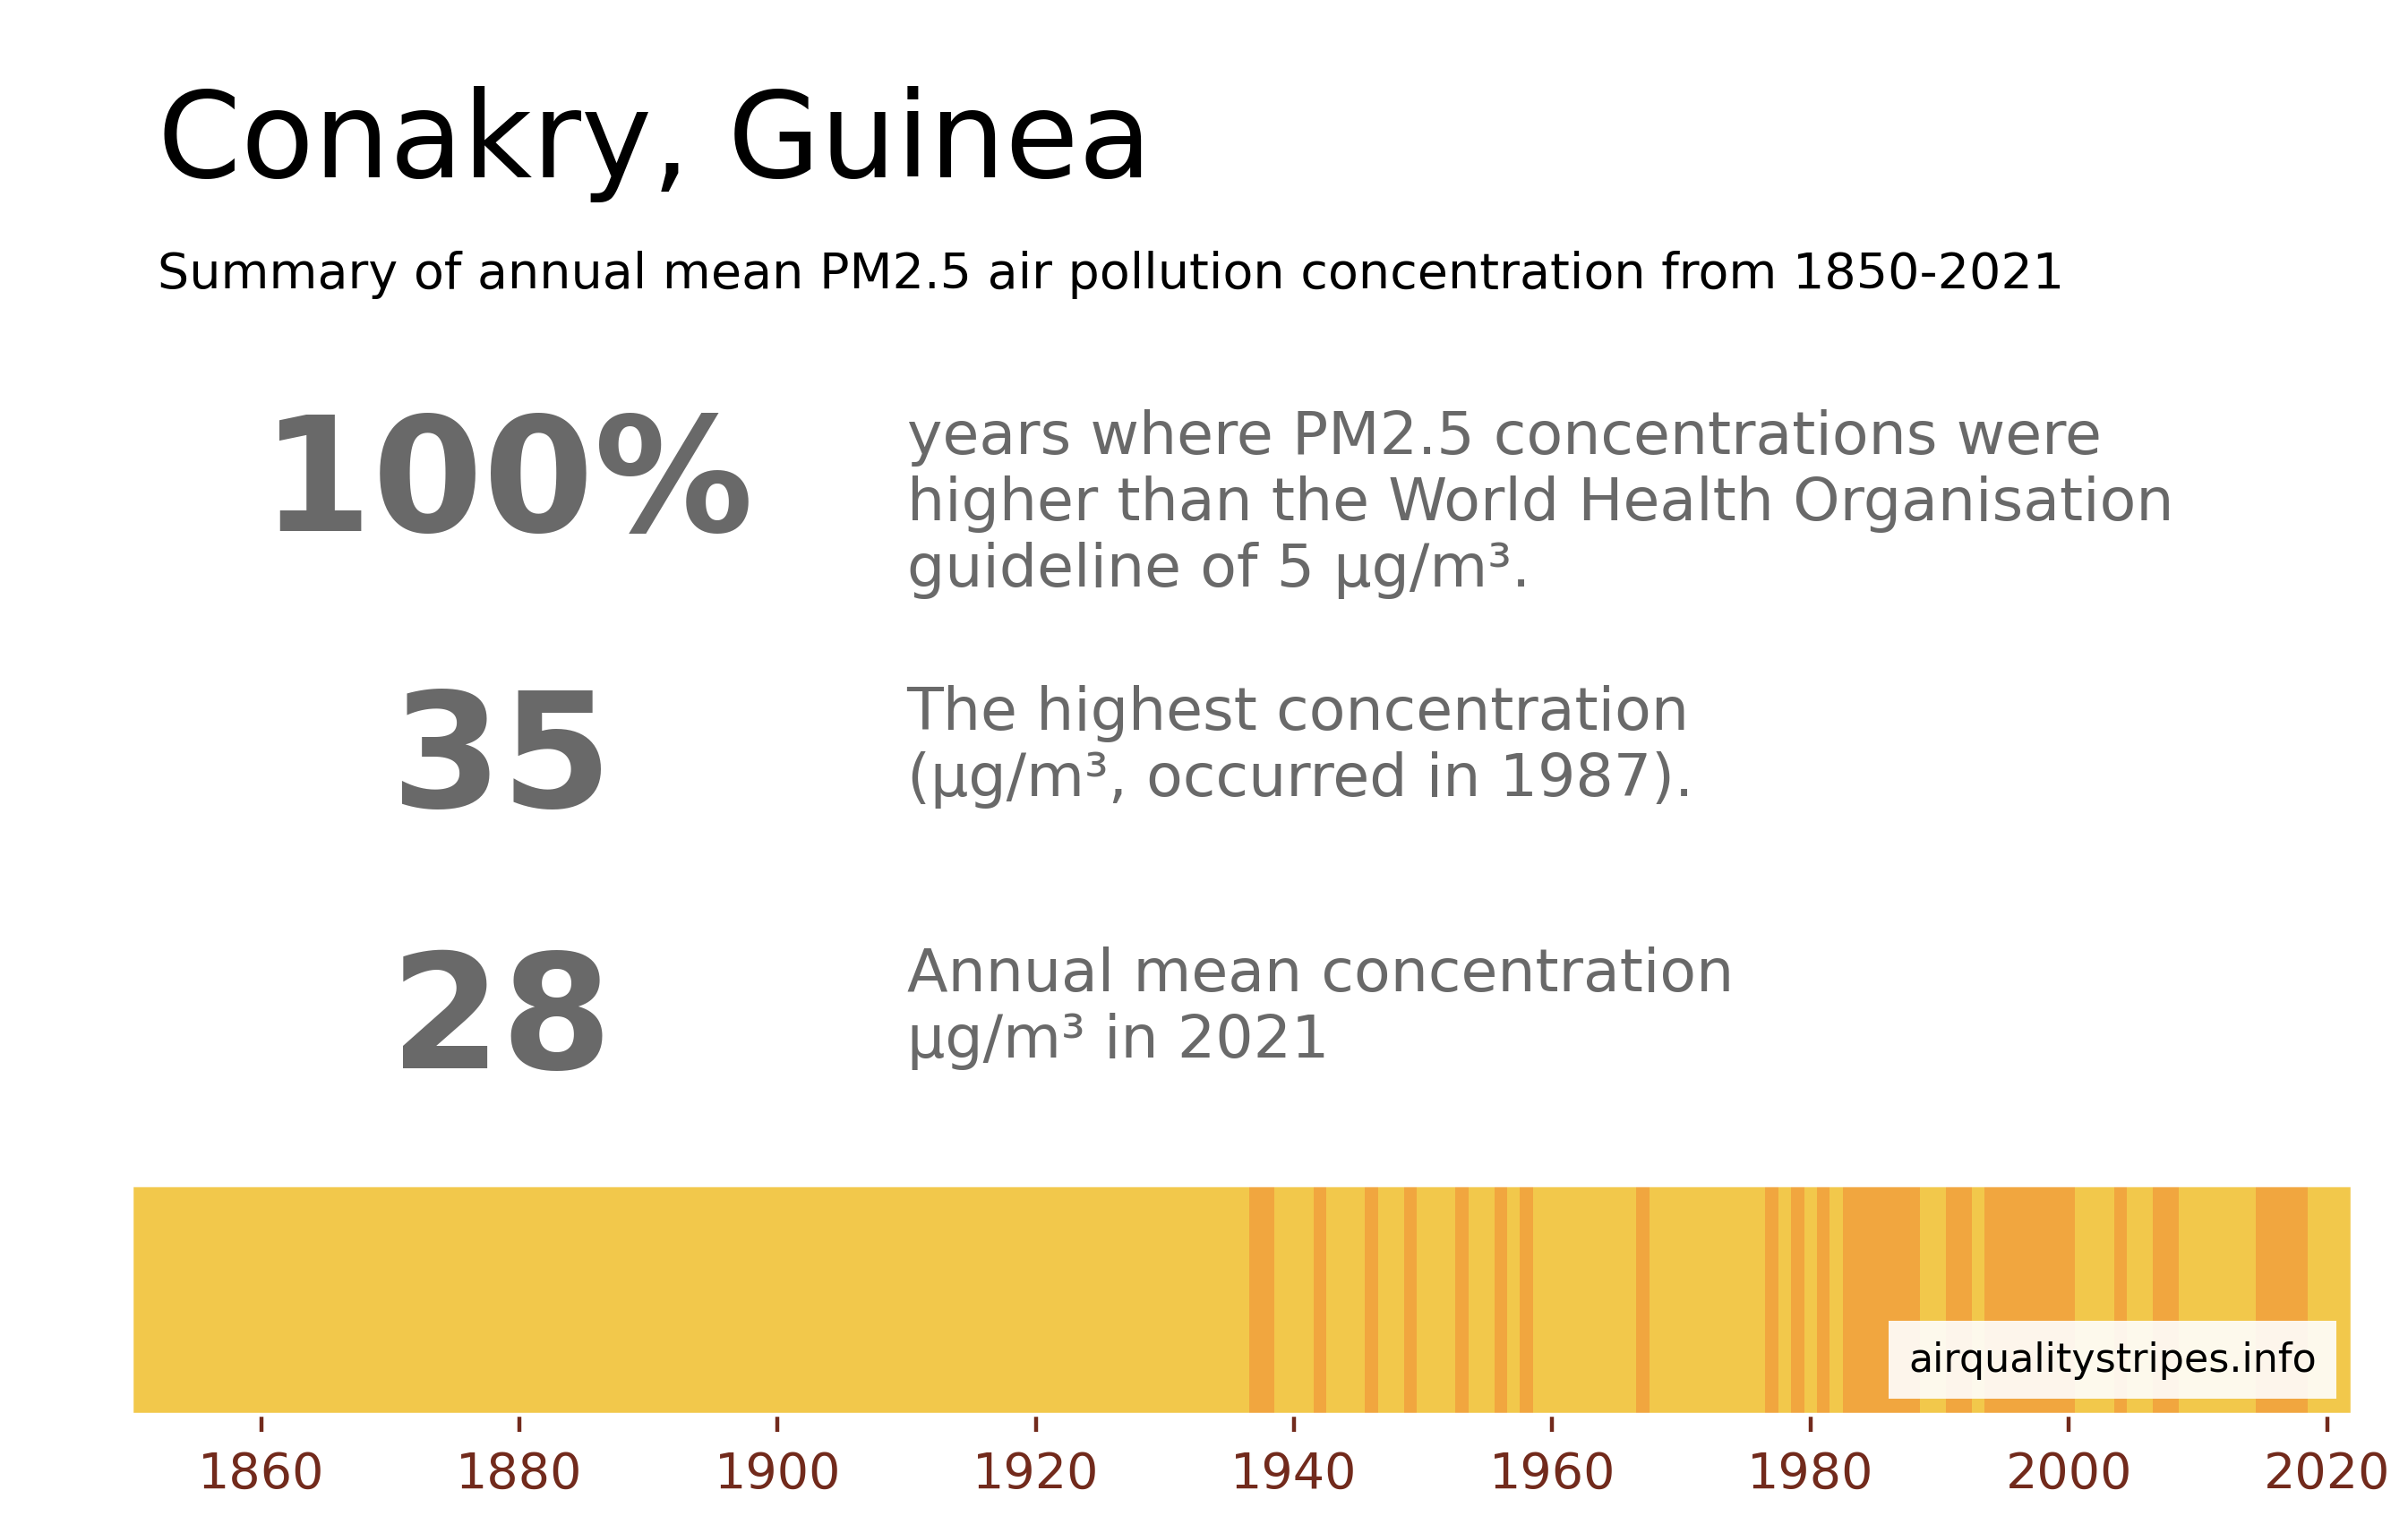 Conakry, Guinea
Summary of annual mean PM2.5 air pollution concentration from 1850-2021
100%
years where PM2.5 concentrations were
higher than the World Health Organisation
guideline of 5 µg/m³.
35
The highest concentration
(µg/m³, occurred in 1987).
28
Annual mean concentration
µg/m³ in 2021
airqualitystripes.info
1860 1880 1900 1920 1940 1960 1980 2000 2020